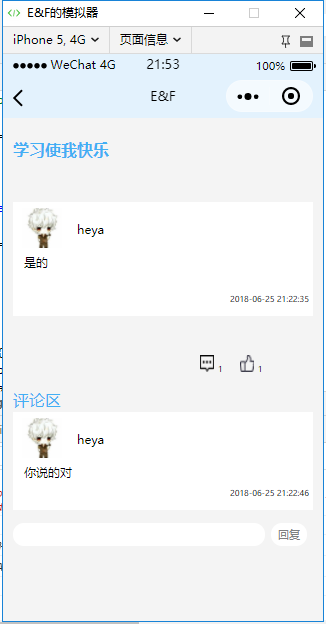 E&F的模拟器
iPhone 5, 4G 页面信息
WeChat 4G 21:53 100%
E&F
学习使我快乐
heya
是的
2018-06-25 21:22:35
1 1
评论区
heya
你说的对
2018-06-25 21:22:46
回复